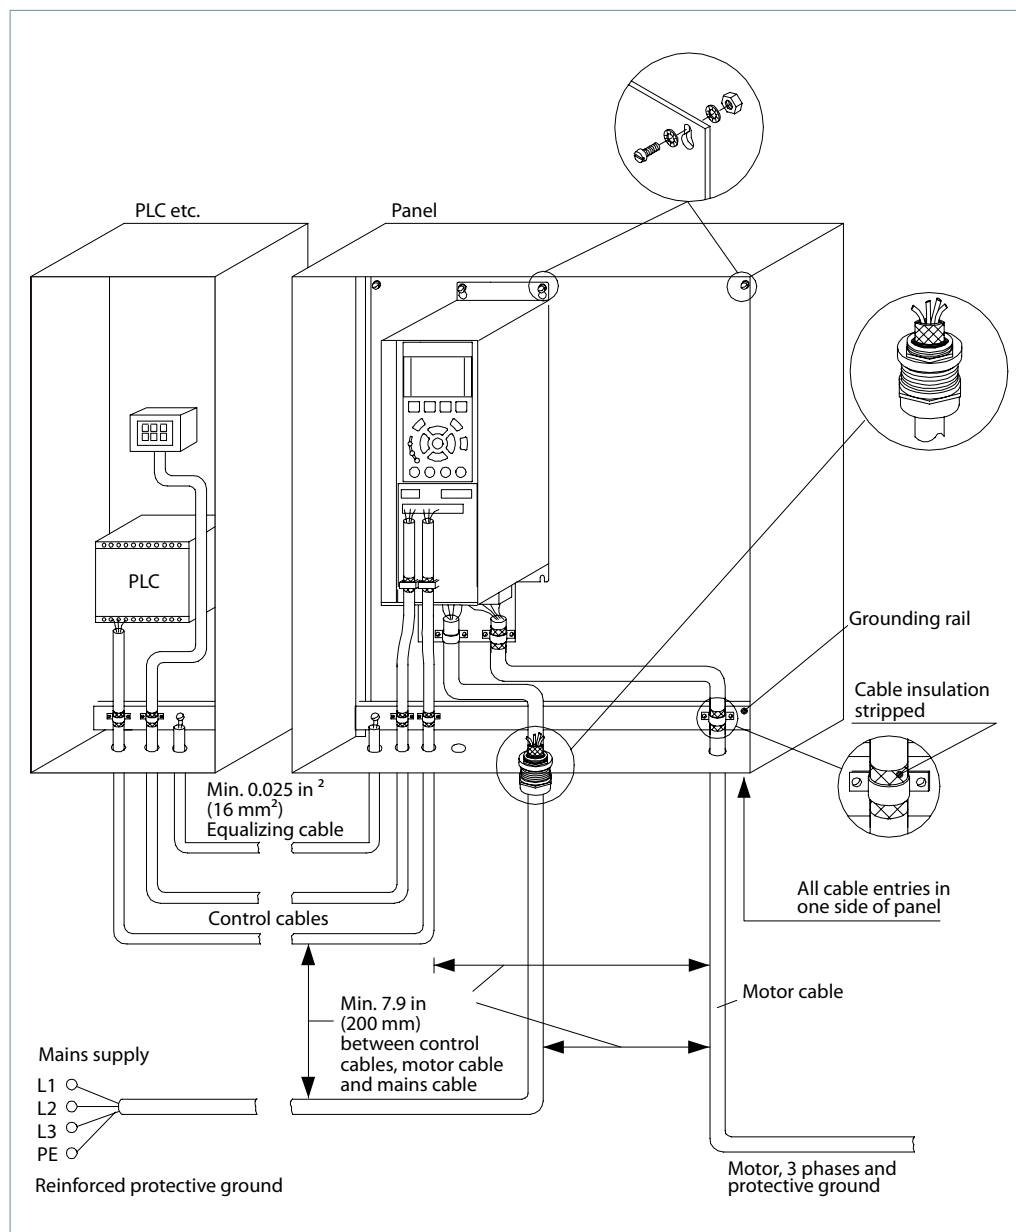 PLC etc.
Panel
PLC
Grounding rail
Cable insulation
stripped
Min. 0.025 in ²
(16 mm²)
Equalizing cable
All cable entries in
one side of panel
Control cables
Min. 7.9 in
(200 mm)
between control
cables, motor cable
and mains cable
Motor cable
Mains supply
L1
L2
L3
PE
Reinforced protective ground
Motor, 3 phases and
protective ground